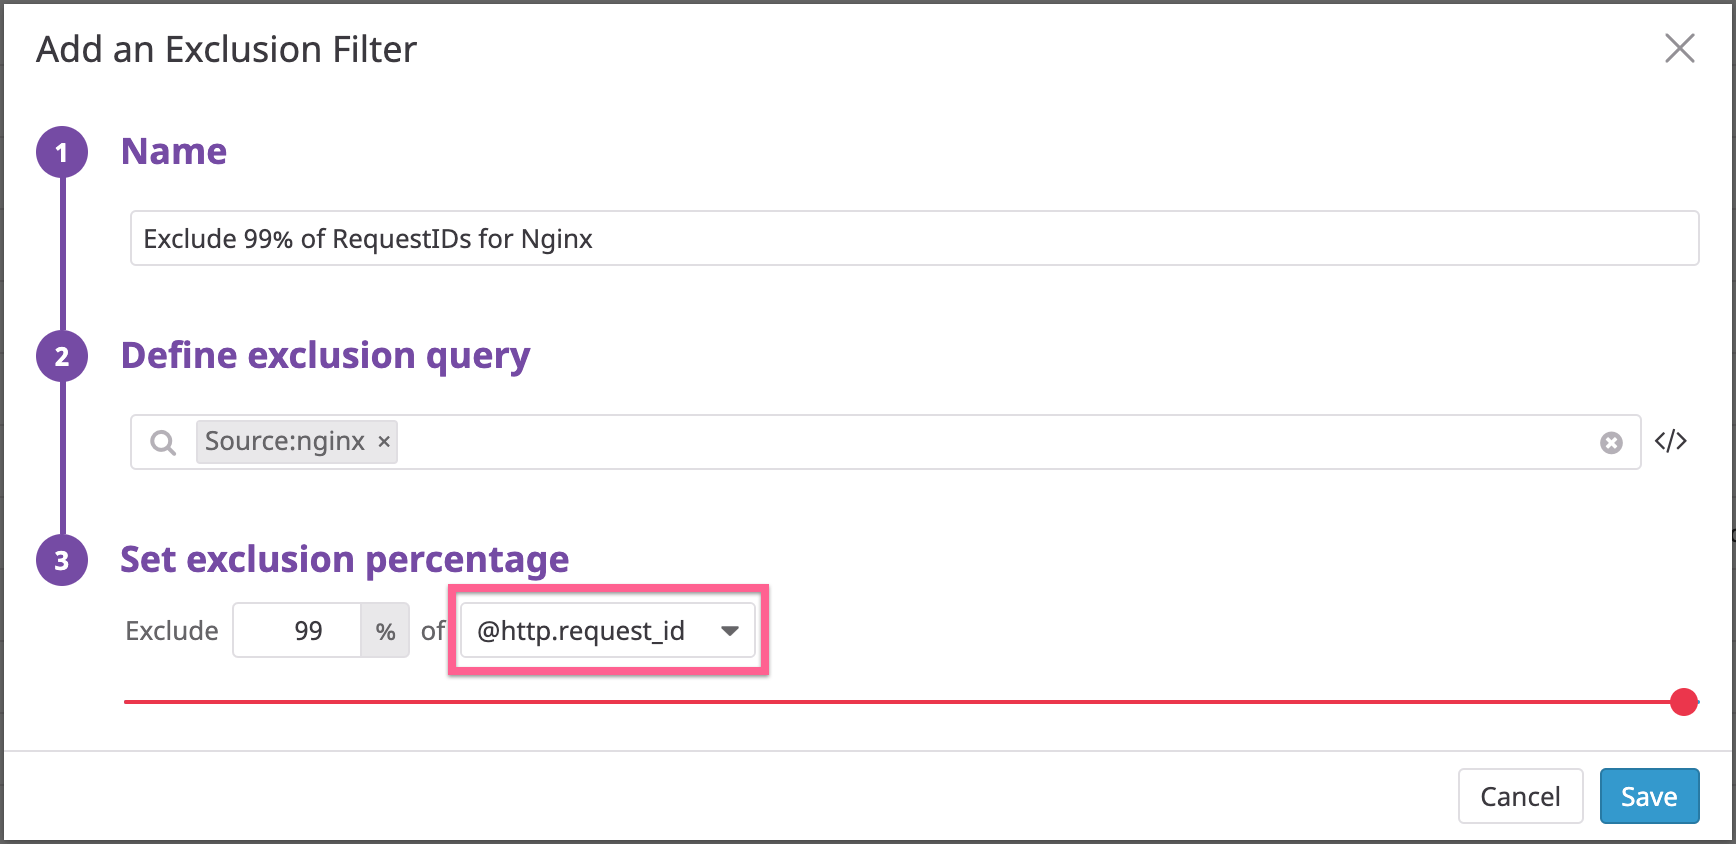 Add an Exclusion Filter
1 Name
Exclude 99% of RequestIDs for Nginx
2 Define exclusion query
Source:nginx ×
</>
3 Set exclusion percentage
Exclude 99 % of @http.request_id
Cancel Save